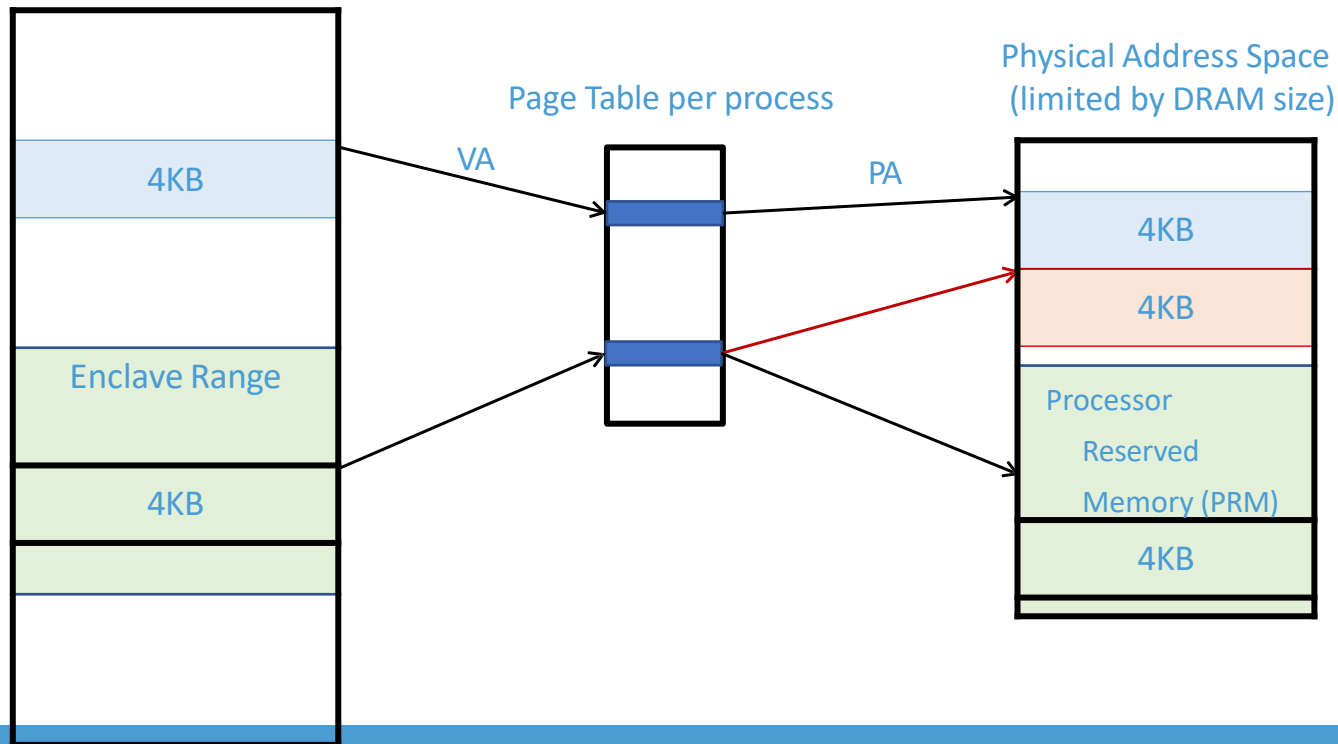 4KB
Enclave Range
4KB
Page Table per process
VA
PA
Physical Address Space
(limited by DRAM size)
4KB
4KB
Processor
Reserved
Memory (PRM)
4KB